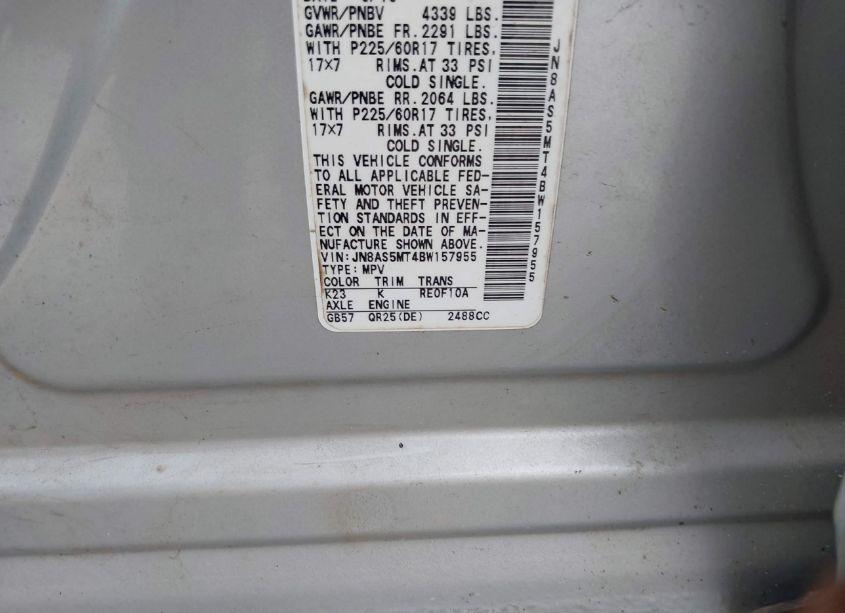 GVWR/PNBV 4339 LBS.
GAWR/PNBE FR. 2291 LBS.
WITH P225/60R17 TIRES,
17×7 RIMS.AT 33 PSI
COLD SINGLE.
GAWR/PNBE RR. 2064 LBS.
WITH P225/60R17 TIRES,
17×7 RIMS.AT 33 PSI
COLD SINGLE.
THIS VEHICLE CONFORMS
TO ALL APPLICABLE FED-
ERAL MOTOR VEHICLE SA-
FETY AND THEFT PREVEN-
TION STANDARDS IN EFF-
ECT ON THE DATE OF MA-
NUFACTURE SHOWN ABOVE.
VIN:JN8AS5MT4BW157955
TYPE:MPV
COLOR TRIM TRANS
K23 K RE0F10A
AXLE ENGINE
GB57 QR25(DE) 2488CC
JN8AS5MT4BW157955